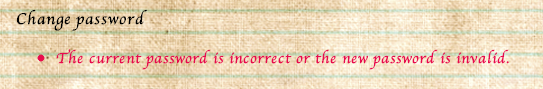 Change password
• The current password is incorrect or the new password is invalid.